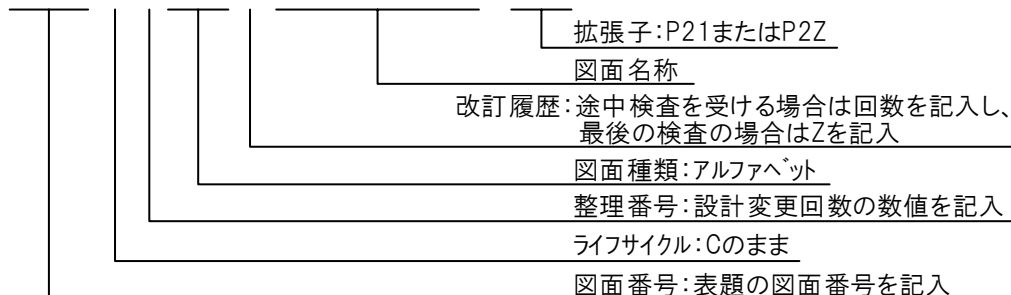 拡張子：P21またはP2Z
図面名称
改訂履歴：途中検査を受ける場合は回数を記入し、
最後の検査の場合はZを記入
図面種類：アルファベット
整理番号：設計変更回数の数値を記入
ライフサイクル：Cのまま
図面番号：表題の図面番号を記入